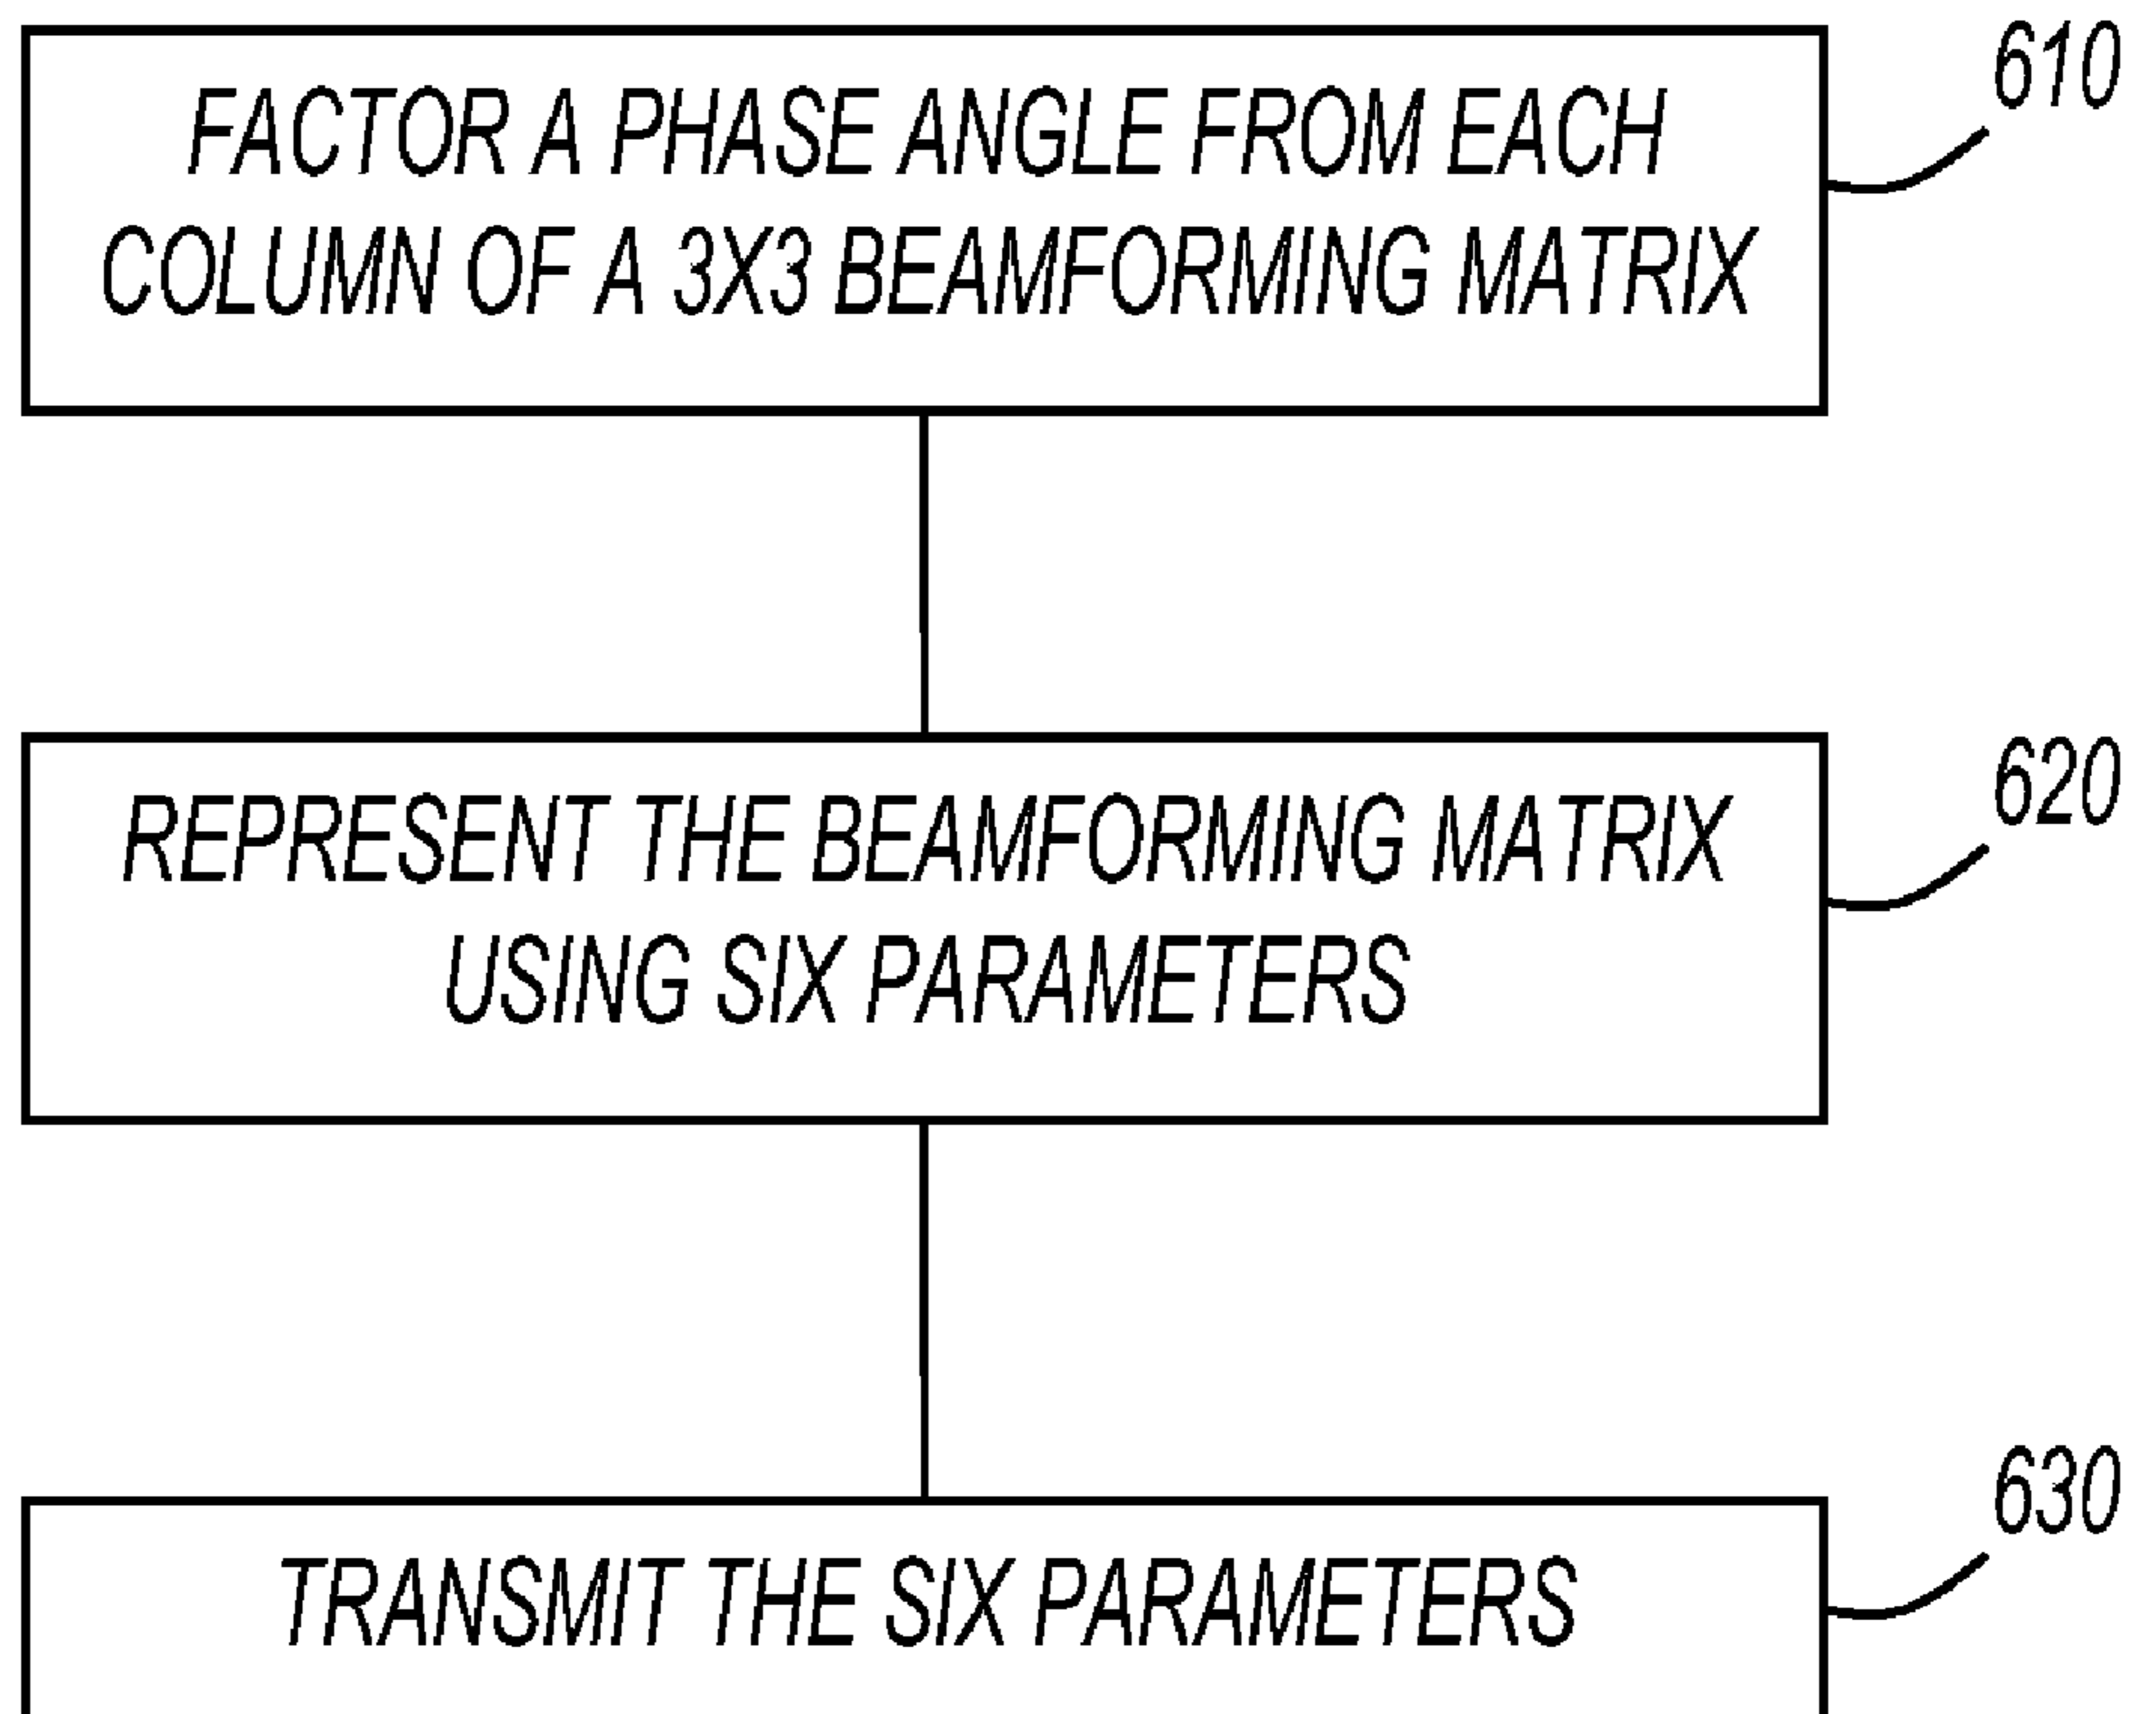 610
FACTOR A PHASE ANGLE FROM EACH
COLUMN OF A 3X3 BEAMFORMING MATRIX
620
REPRESENT THE BEAMFORMING MATRIX
USING SIX PARAMETERS
630
TRANSMIT THE SIX PARAMETERS